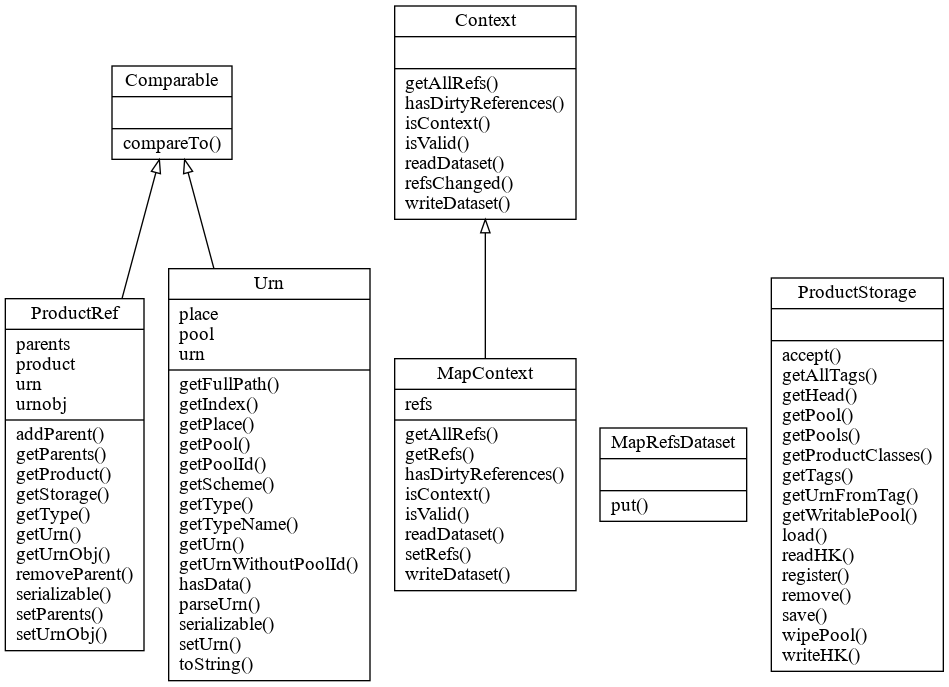 Context
getAllRefs()
hasDirtyReferences()
isContext()
isValid()
readDataset()
refsChanged()
writeDataset()
Comparable
compareTo()
ProductRef
parents
product
urn
urnobj
addParent()
getParents()
getProduct()
getStorage()
getType()
getUrn()
getUrnObj()
removeParent()
serializable()
setParents()
setUrnObj()
Urn
place
pool
urn
getFullPath()
getIndex()
getPlace()
getPool()
getPoolId()
getScheme()
getType()
getTypeName()
getUrn()
getUrnWithoutPoolId()
hasData()
parseUrn()
serializable()
setUrn()
toString()
MapContext
refs
getAllRefs()
getRefs()
hasDirtyReferences()
isContext()
isValid()
readDataset()
setRefs()
writeDataset()
MapRefsDataset
put()
ProductStorage
accept()
getAllTags()
getHead()
getPool()
getPools()
getProductClasses()
getTags()
getUrnFromTag()
getWritablePool()
load()
readHK()
register()
remove()
save()
wipePool()
writeHK()